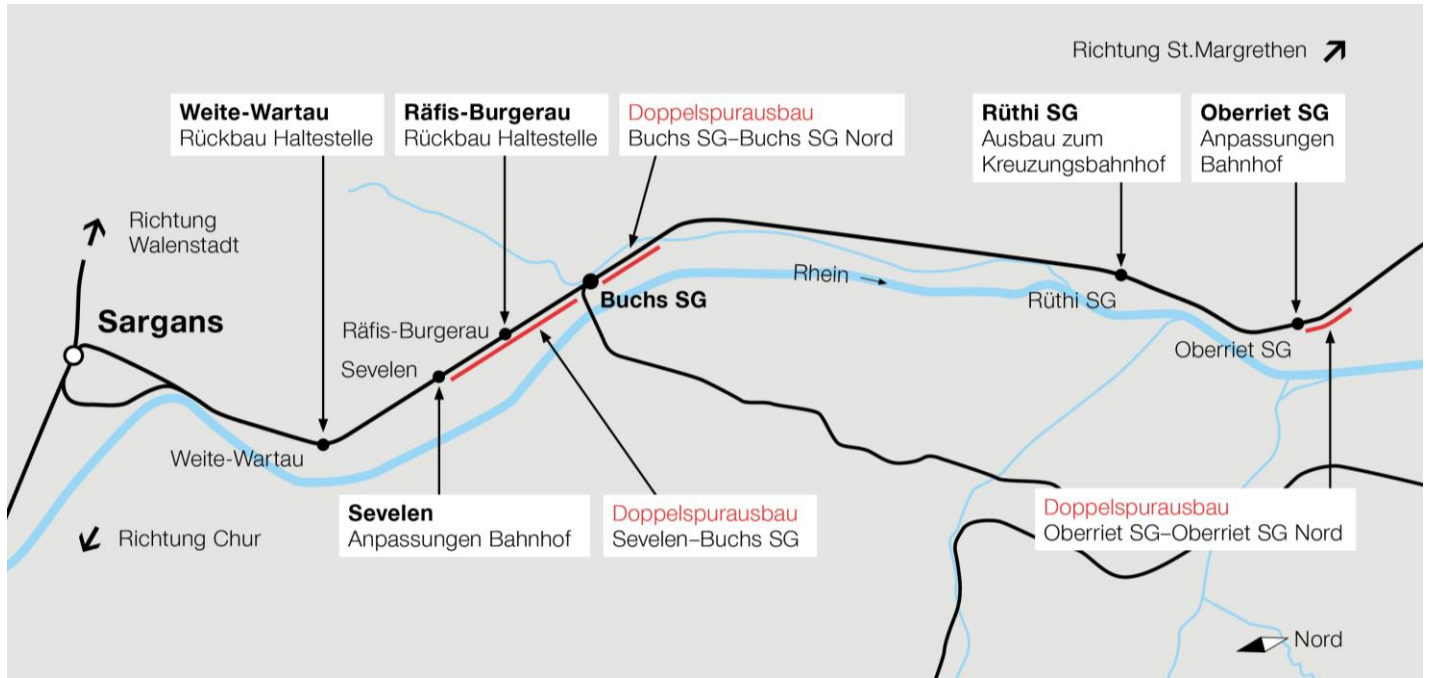 Richtung St.Margrethen
Weite-Wartau
Rückbau Haltestelle
Räfis-Burgerau
Rückbau Haltestelle
Doppelspurausbau
Buchs SG–Buchs SG Nord
Rüthi SG
Ausbau zum
Kreuzungsbahnhof
Oberriet SG
Anpassungen
Bahnhof
Richtung
Walenstadt
Rhein
Buchs SG
Rüthi SG
Sargans
Räfis-Burgerau
Oberriet SG
Sevelen
Weite-Wartau
Sevelen
Anpassungen Bahnhof
Doppelspurausbau
Sevelen–Buchs SG
Doppelspurausbau
Oberriet SG–Oberriet SG Nord
Richtung Chur
Nord